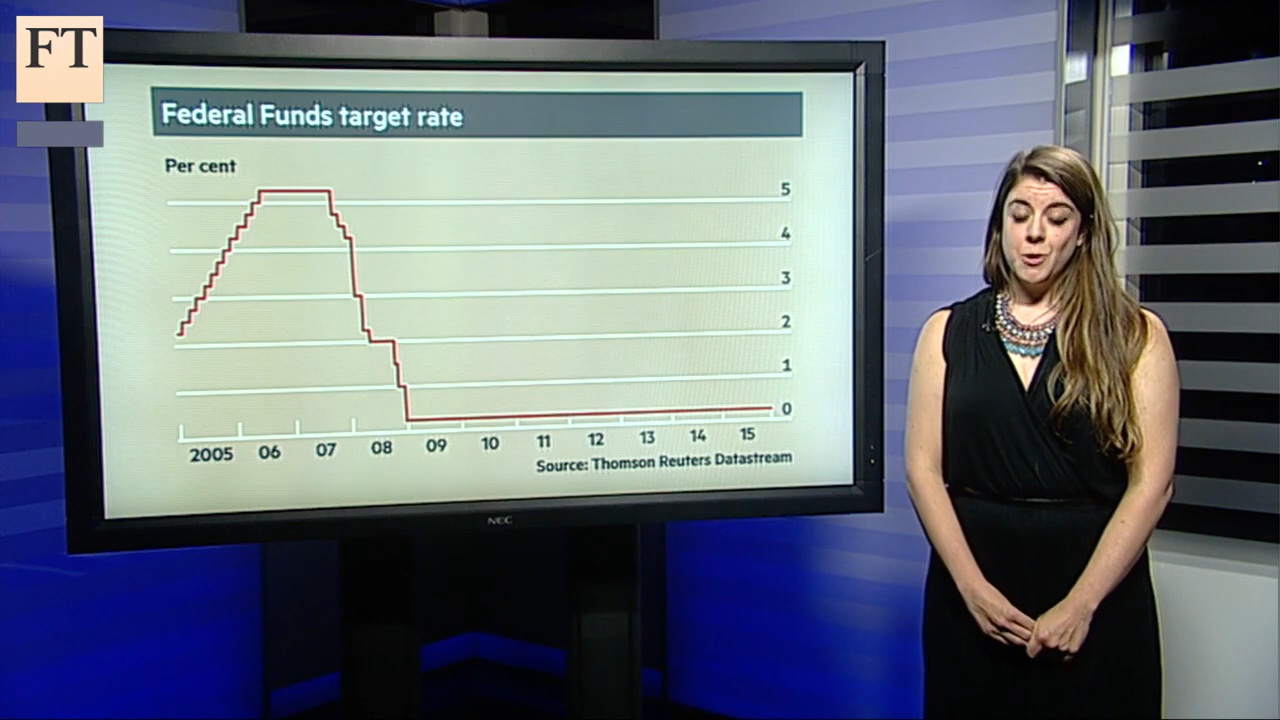 FT
Federal Funds target rate
Per cent
5
4
3
2
1
0
2005 06 07 08 09 10 11 12 13 14 15
Source: Thomson Reuters Datastream
NEC